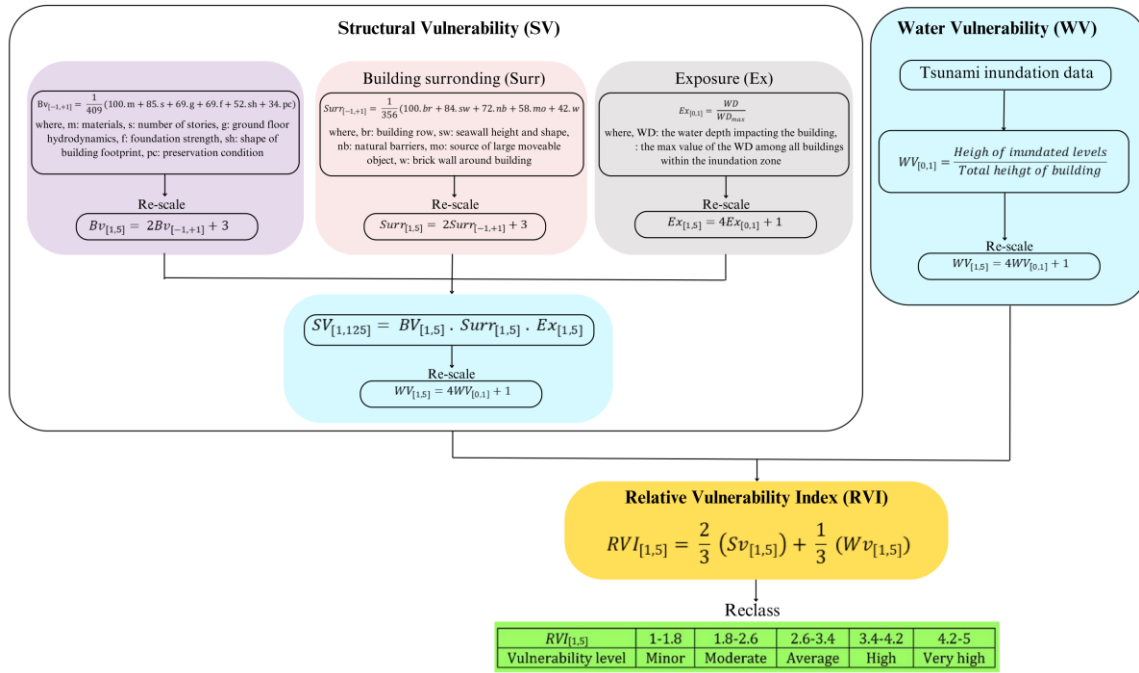 Structural Vulnerability (SV)
Bv[-1,+1] = 1/409 (100. m + 85. s + 69. g + 69. f + 52. sh + 34. pc)
where, m: materials, s: number of stories, g: ground floor
hydrodynamics, f: foundation strength, sh: shape of
building footprint, pc: preservation condition
Re-scale
Bv[1,5] = 2Bv[-1,+1] + 3
Building surronding (Surr)
Surr[-1,+1] = 1/356 (100. br + 84. sw + 72. nb + 58. mo + 42. w
where, br: building row, sw: seawall height and shape,
nb: natural barriers, mo: source of large moveable
object, w: brick wall around building
Re-scale
Surr[1,5] = 2Surr[-1,+1] + 3
Exposure (Ex)
Ex[0,1] = WD/WDmax
where, WD: the water depth impacting the building,
: the max value of the WD among all buildings
within the inundation zone
Re-scale
Ex[1,5] = 4Ex[0,1] + 1
SV[1,125] = BV[1,5] . Surr[1,5] . Ex[1,5]
Re-scale
WV[1,5] = 4WV[0,1] + 1
Water Vulnerability (WV)
Tsunami inundation data
WV[0,1] = Heigh of inundated levels/Total heihgt of building
Re-scale
WV[1,5] = 4WV[0,1] + 1
Relative Vulnerability Index (RVI)
RVI[1,5] = 2/3 (Sv[1,5]) + 1/3 (Wv[1,5])
Reclass
RVI[1,5] 1-1.8 1.8-2.6 2.6-3.4 3.4-4.2 4.2-5
Vulnerability level Minor Moderate Average High Very high